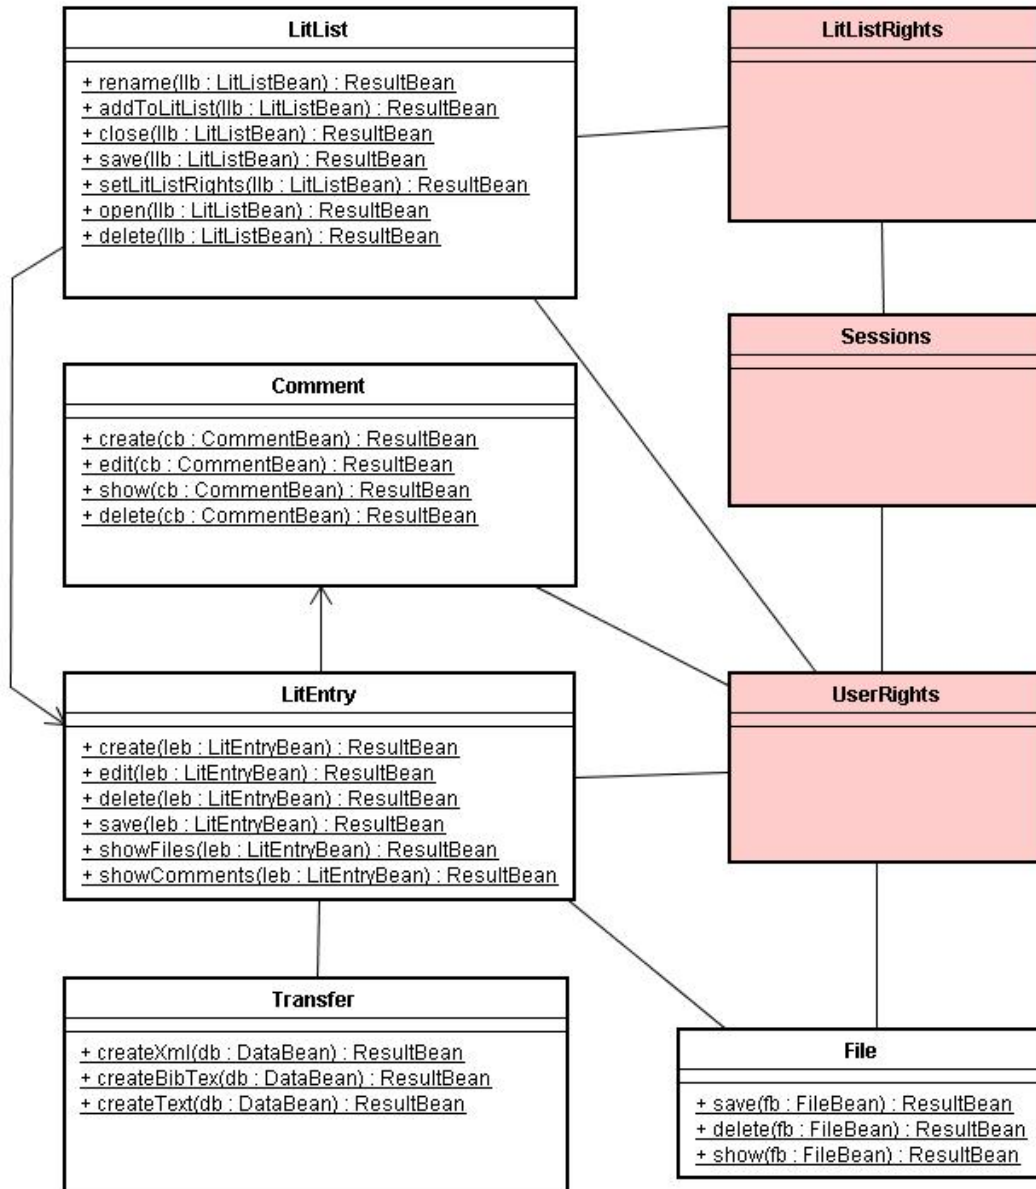 LitList
+ rename(llb : LitListBean) : ResultBean
+ addToLitList(llb : LitListBean) : ResultBean
+ close(llb : LitListBean) : ResultBean
+ save(llb : LitListBean) : ResultBean
+ setLitListRights(llb : LitListBean) : ResultBean
+ open(llb : LitListBean) : ResultBean
+ delete(llb : LitListBean) : ResultBean
LitListRights
Sessions
Comment
+ create(cb : CommentBean) : ResultBean
+ edit(cb : CommentBean) : ResultBean
+ show(cb : CommentBean) : ResultBean
+ delete(cb : CommentBean) : ResultBean
LitEntry
+ create(leb : LitEntryBean) : ResultBean
+ edit(leb : LitEntryBean) : ResultBean
+ delete(leb : LitEntryBean) : ResultBean
+ save(leb : LitEntryBean) : ResultBean
+ showFiles(leb : LitEntryBean) : ResultBean
+ showComments(leb : LitEntryBean) : ResultBean
UserRights
Transfer
+ createXml(db : DataBean) : ResultBean
+ createBibTex(db : DataBean) : ResultBean
+ createText(db : DataBean) : ResultBean
File
+ save(fb : FileBean) : ResultBean
+ delete(fb : FileBean) : ResultBean
+ show(fb : FileBean) : ResultBean